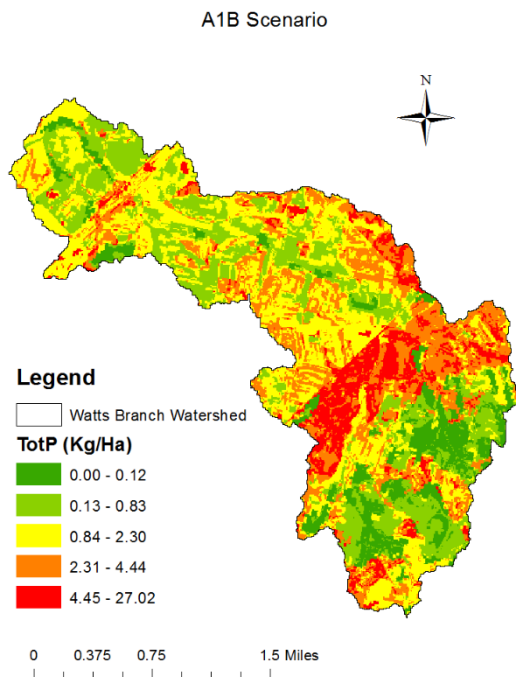 A1B Scenario
N
Legend
Watts Branch Watershed
TotP (Kg/Ha)
0.00 - 0.12
0.13 - 0.83
0.84 - 2.30
2.31 - 4.44
4.45 - 27.02
0 0.375 0.75 1.5 Miles